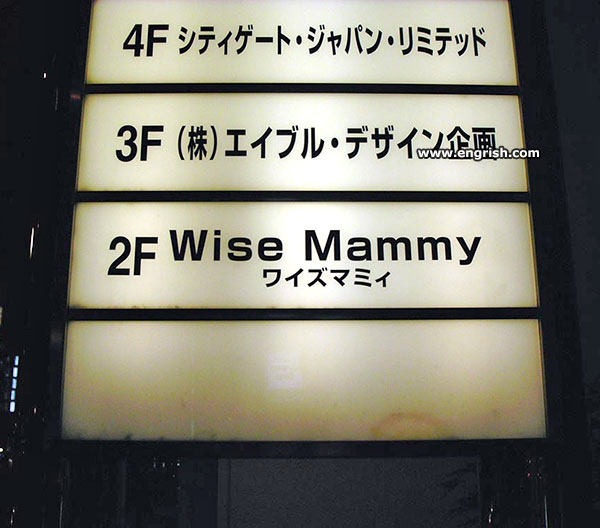 4F シティゲート・ジャパン・リミテッド
3F (株)エイブル・デザイン企画
www.engrish.com
2F Wise Mammy
ワイズマミィ